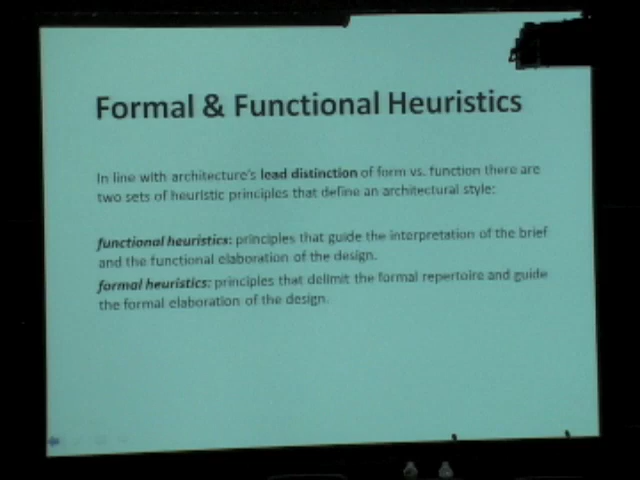 Formal & Functional Heuristics
In line with architecture's lead distinction of form vs. function there are
two sets of heuristic principles that define an architectural style:
functional heuristics: principles that guide the interpretation of the brief
and the functional elaboration of the design.
formal heuristics: principles that delimit the formal repertoire and guide
the formal elaboration of the design.